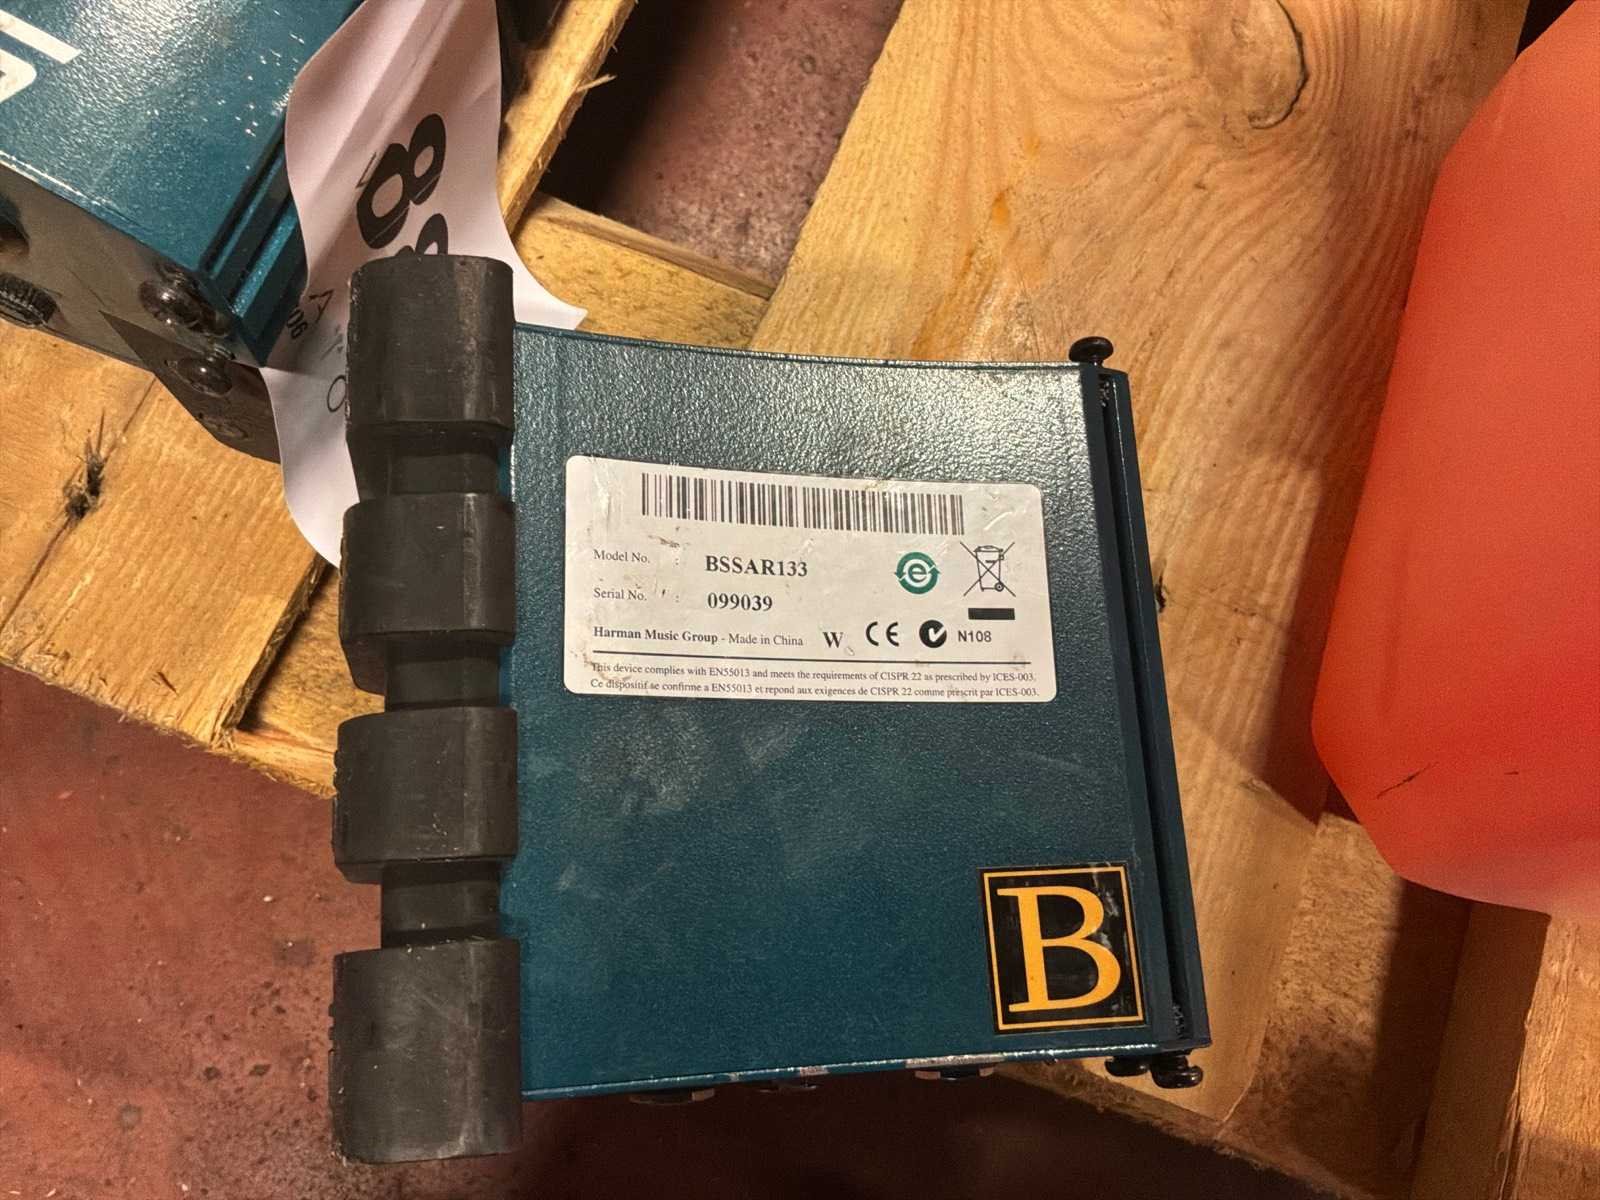 Model No. : BSSAR133
Serial No. : 099039
Harman Music Group - Made in China W CE N108
This device complies with EN55013 and meets the requirements of CISPR 22 as prescribed by ICES-003.
Ce dispositif se confirme a EN55013 et repond aux exigences de CISPR 22 comme prescrit par ICES-003.
B